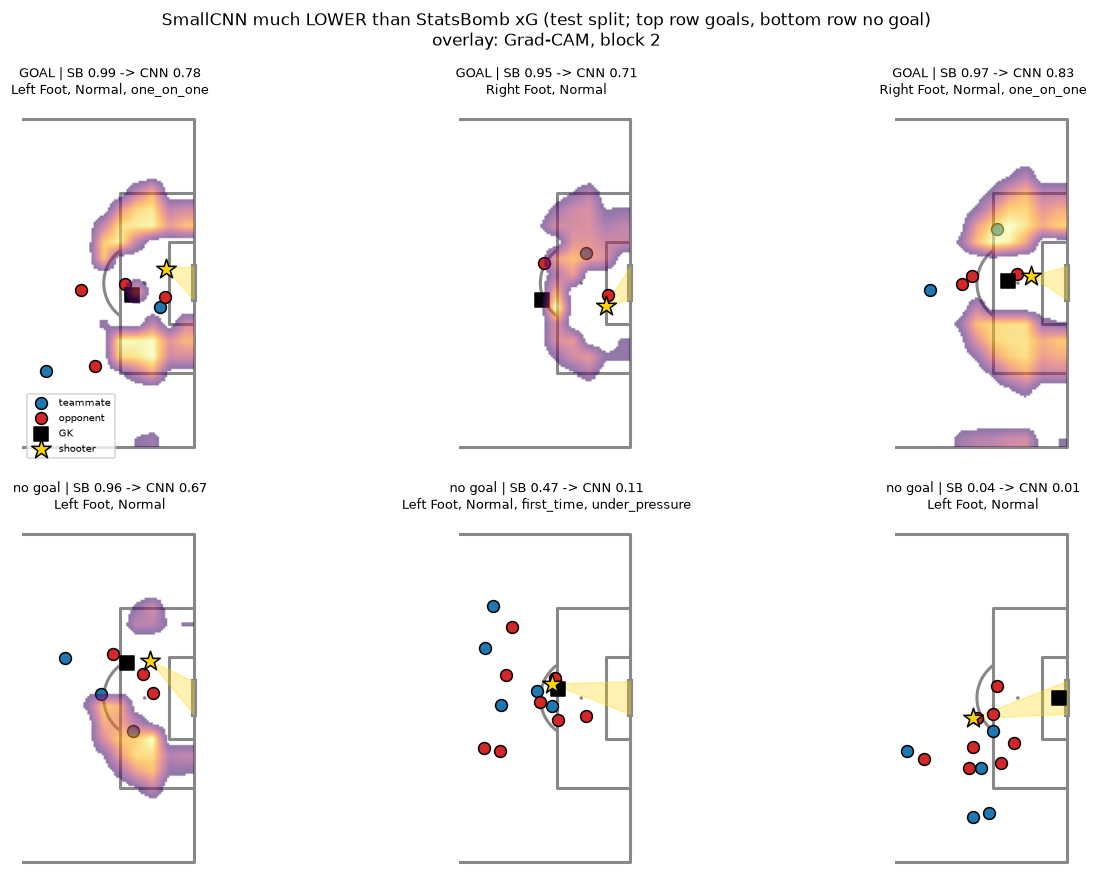 SmallCNN much LOWER than StatsBomb xG (test split; top row goals, bottom row no goal)
overlay: Grad-CAM, block 2
GOAL | SB 0.99 -> CNN 0.78
Left Foot, Normal, one_on_one
GOAL | SB 0.95 -> CNN 0.71
Right Foot, Normal
GOAL | SB 0.97 -> CNN 0.83
Right Foot, Normal, one_on_one
teammate
opponent
GK
shooter
no goal | SB 0.96 -> CNN 0.67
Left Foot, Normal
no goal | SB 0.47 -> CNN 0.11
Left Foot, Normal, first_time, under_pressure
no goal | SB 0.04 -> CNN 0.01
Left Foot, Normal